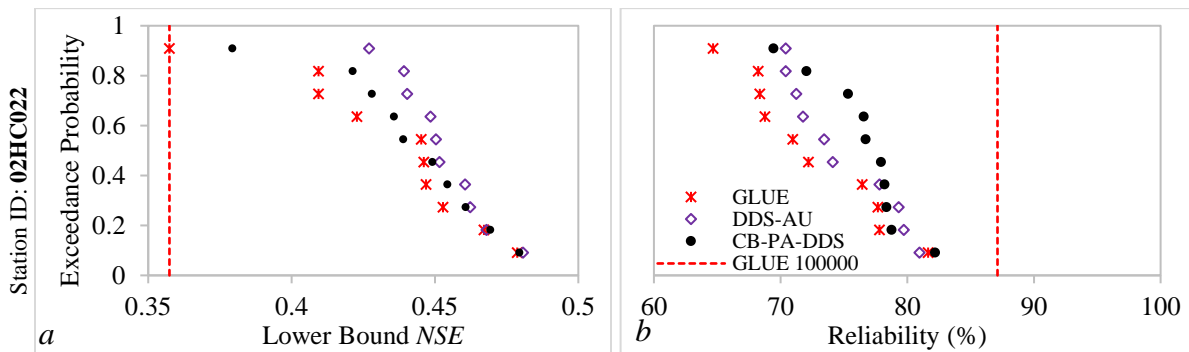 Station ID: 02HC022
Exceedance Probability
1
0.8
0.6
0.4
0.2
0
0.35
0.4
0.45
0.5
a
Lower Bound NSE
GLUE
DDS-AU
CB-PA-DDS
GLUE 100000
60
70
80
90
100
b
Reliability (%)